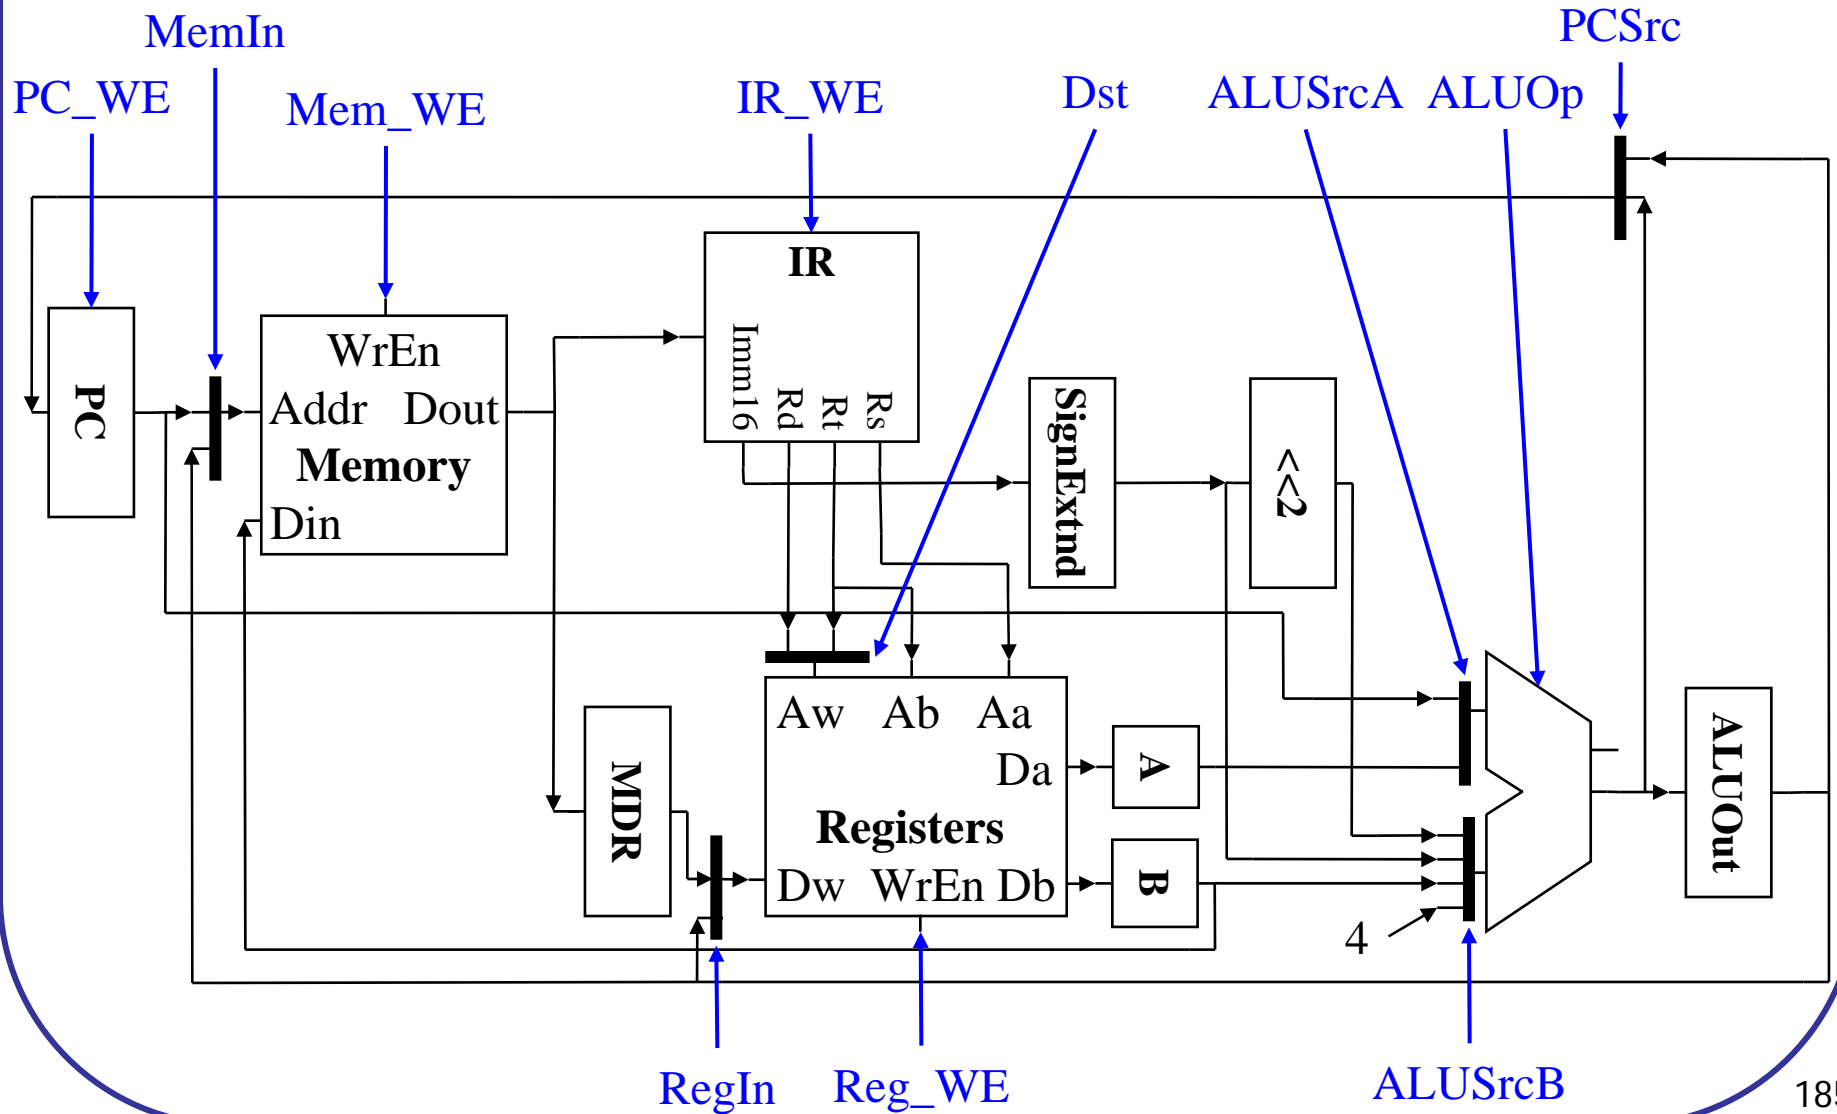 MemIn
PCSrc
PC_WE
Mem_WE
IR_WE
Dst
ALUSrcA
ALUOp
IR
Imm16
Rd
Rt
Rs
PC
WrEn
Addr Dout
Memory
Din
SignExtnd
<<2
Aw Ab Aa
Da
Registers
Dw WrEn Db
MDR
A
B
4
ALUOut
RegIn
Reg_WE
ALUSrcB
185